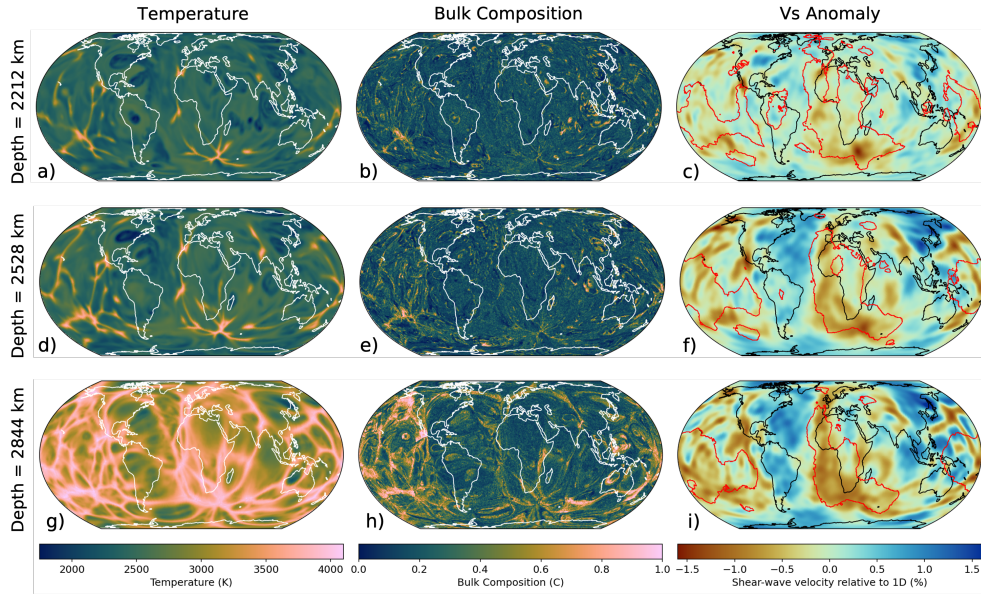 Temperature
Bulk Composition
Vs Anomaly
Depth = 2212 km
a)
b)
c)
Depth = 2528 km
d)
e)
f)
Depth = 2844 km
g)
h)
i)
2000 2500 3000 3500 4000
Temperature (K)
0.0 0.2 0.4 0.6 0.8 1.0
Bulk Composition (C)
−1.5 −1.0 −0.5 0.0 0.5 1.0 1.5
Shear-wave velocity relative to 1D (%)